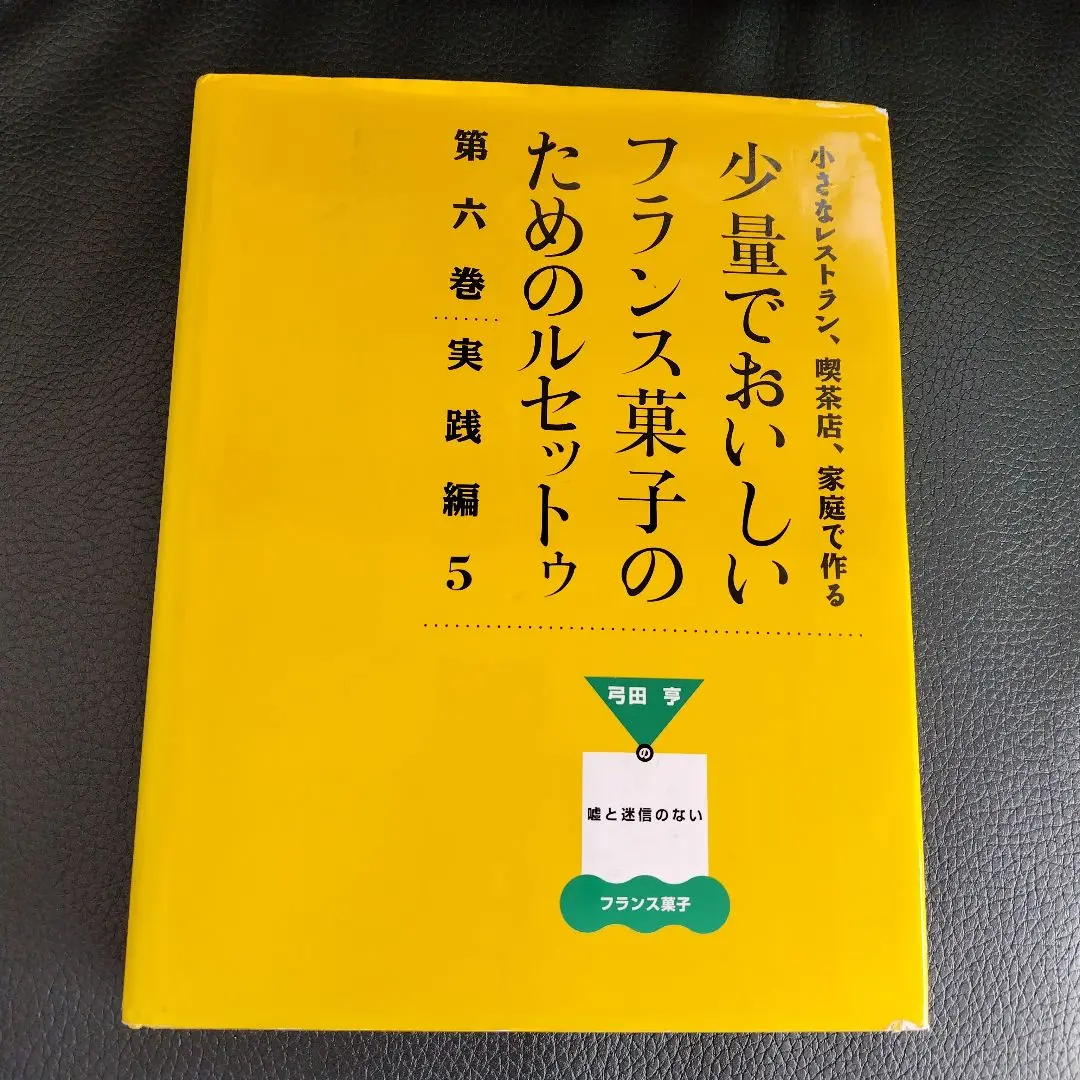 小さなレストラン、喫茶店、家庭で作る
少量でおいしい
フランス菓子の
ためのルセットゥ
第六巻
実践編5
弓田 亨
の
嘘と迷信のない
フランス菓子